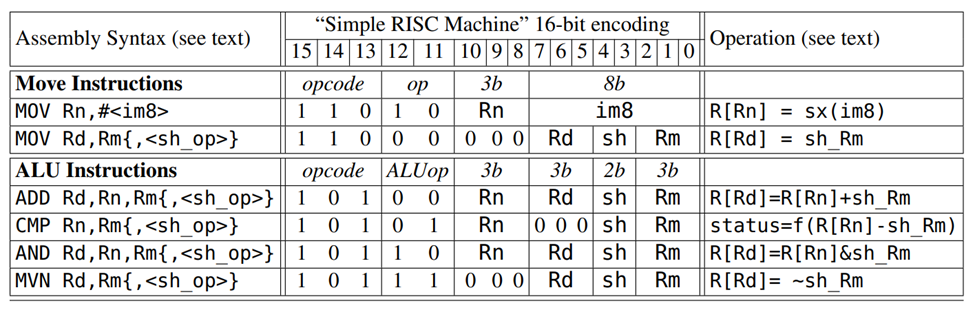 Assembly Syntax (see text) “Simple RISC Machine” 16-bit encoding Operation (see text)
15 14 13 12 11 10 9 8 7 6 5 4 3 2 1 0
Move Instructions opcode op 3b 8b
MOV Rn,#<im8> 1 1 0 1 0 Rn im8 R[Rn] = sx(im8)
MOV Rd,Rm{,<sh_op>} 1 1 0 0 0 0 0 0 Rd sh Rm R[Rd] = sh_Rm
ALU Instructions opcode ALUop 3b 3b 2b 3b
ADD Rd,Rn,Rm{,<sh_op>} 1 0 1 0 0 Rn Rd sh Rm R[Rd]=R[Rn]+sh_Rm
CMP Rn,Rm{,<sh_op>} 1 0 1 0 1 Rn 0 0 0 sh Rm status=f(R[Rn]-sh_Rm)
AND Rd,Rn,Rm{,<sh_op>} 1 0 1 1 0 Rn Rd sh Rm R[Rd]=R[Rn]&sh_Rm
MVN Rd,Rm{,<sh_op>} 1 0 1 1 1 0 0 0 Rd sh Rm R[Rd]= ~sh_Rm